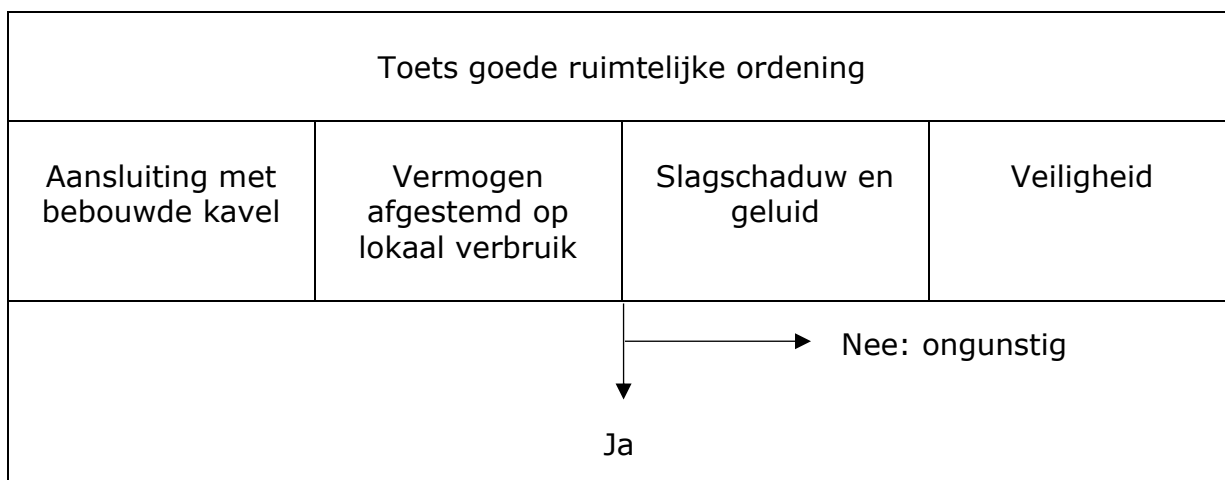 Toets goede ruimtelijke ordening
Aansluiting met
bebouwde kavel
Vermogen
afgestemd op
lokaal verbruik
Slagschaduw en
geluid
Veiligheid
Nee: ongunstig
Ja